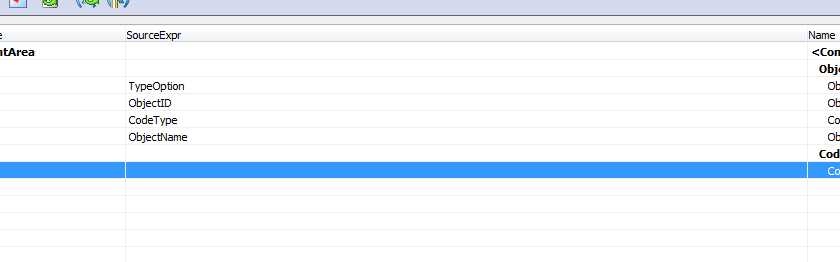 SourceExpr Name
ntArea <Con
Obje
TypeOption Ob
ObjectID Ob
CodeType Co
ObjectName Ob
Cod
Co